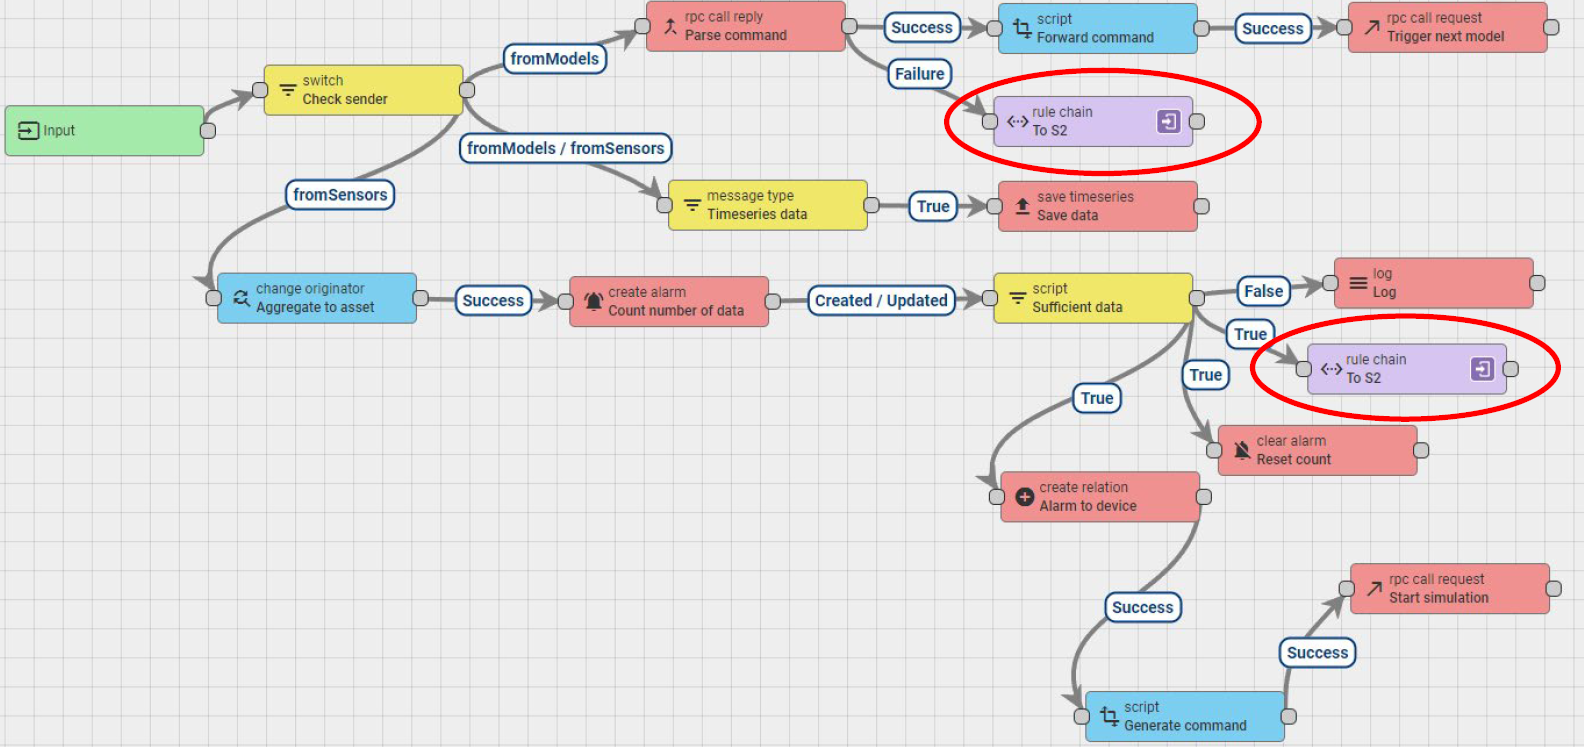 rpc call reply
Parse command
Success
script
Forward command
Success
rpc call request
Trigger next model
fromModels
switch
Check sender
Failure
rule chain
To S2
Input
fromModels / fromSensors
fromSensors
message type
Timeseries data
True
save timeseries
Save data
change originator
Aggregate to asset
Success
create alarm
Count number of data
Created / Updated
script
Sufficient data
False
log
Log
True
rule chain
To S2
True
True
clear alarm
Reset count
create relation
Alarm to device
rpc call request
Start simulation
Success
Success
script
Generate command